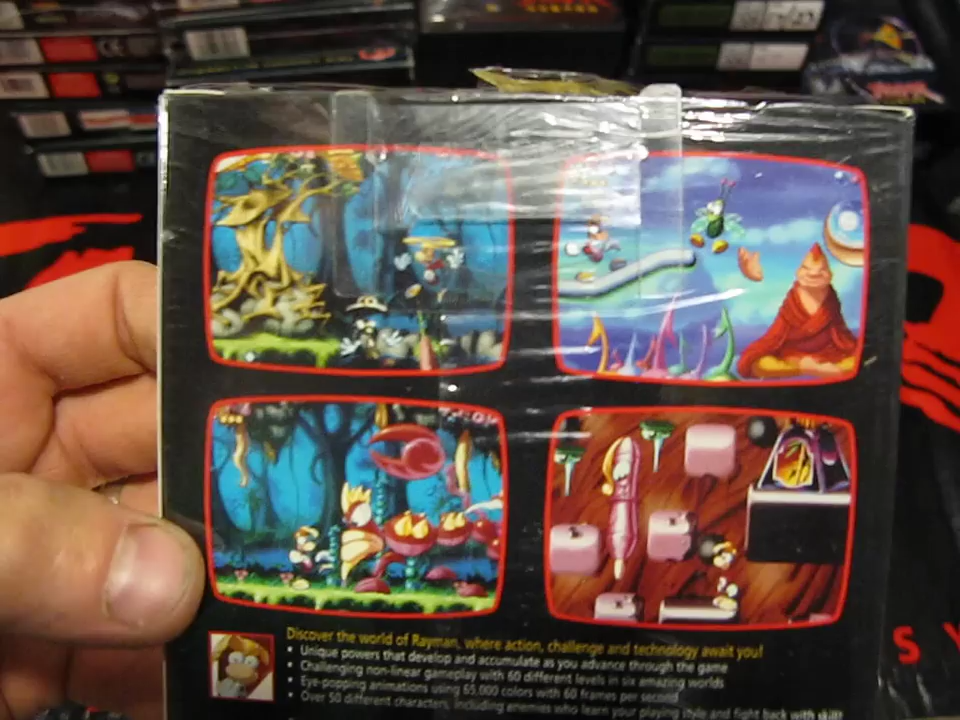 Discover the world of Rayman, where action, challenge and technology await you!
• Unique powers that develop and accumulate as you advance through the game
• Challenging non-linear gameplay with 60 different levels in six amazing worlds
• Eye-popping animations using 65,000 colors with 60 frames per second
• Over 50 different characters, including enemies who learn your playing style and fight back with skill!
S Y